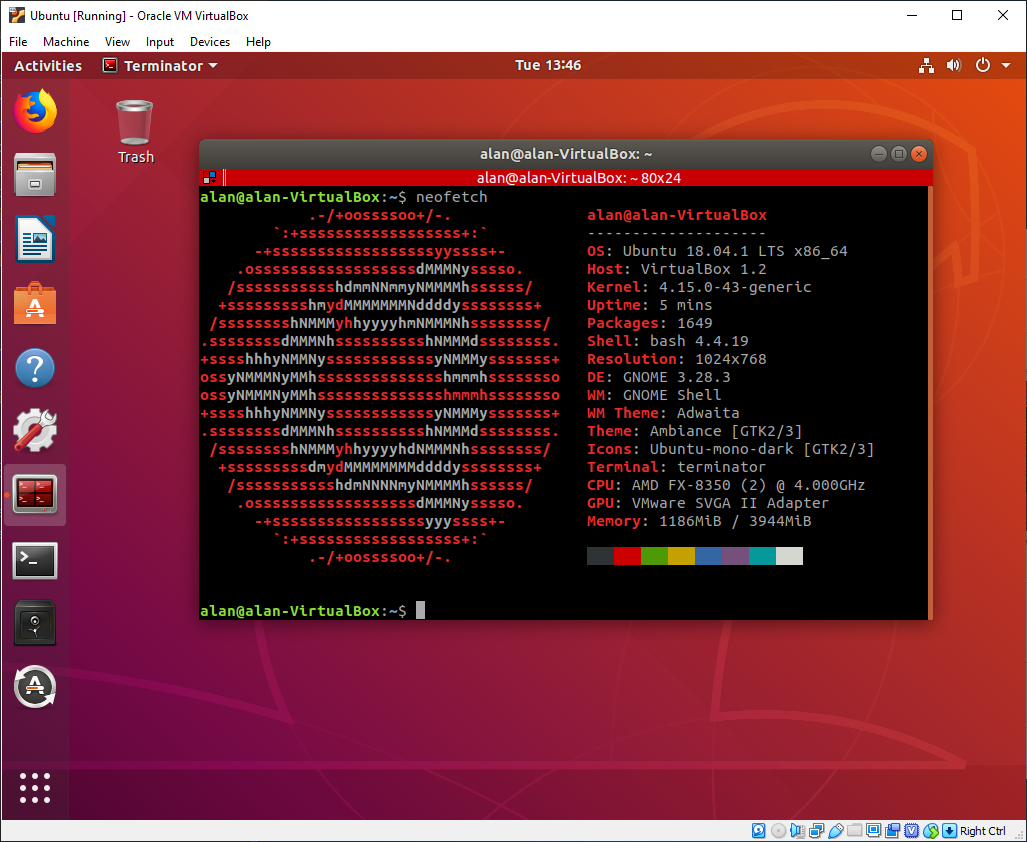 Ubuntu [Running] - Oracle VM VirtualBox
File Machine View Input Devices Help
Activities Terminator Tue 13:46
Trash
alan@alan-VirtualBox: ~
alan@alan-VirtualBox: ~ 80x24
alan@alan-VirtualBox:~$ neofetch
.-/+oossssoo+/-. alan@alan-VirtualBox
`:+ssssssssssssssssss+:` --------------------
-+ssssssssssssssssssyyssss+- OS: Ubuntu 18.04.1 LTS x86_64
.ossssssssssssssssssdMMMNysssso. Host: VirtualBox 1.2
/ssssssssssshdmmNNmmyNMMMMhssssss/ Kernel: 4.15.0-43-generic
+ssssssssshmydMMMMMMMNddddyssssssss+ Uptime: 5 mins
/sssssssshNMMMyhhyyyyhmNMMMNhssssssss/ Packages: 1649
.ssssssssdMMMNhsssssssssshNMMMdssssssss. Shell: bash 4.4.19
+sssshhhyNMMNyssssssssssssyNMMMysssssss+ Resolution: 1024x768
ossyNMMMNyMMhsssssssssssssshmmmhssssssso DE: GNOME 3.28.3
ossyNMMMNyMMhsssssssssssssshmmmhssssssso WM: GNOME Shell
+sssshhhyNMMNyssssssssssssyNMMMysssssss+ WM Theme: Adwaita
.ssssssssdMMMNhsssssssssshNMMMdssssssss. Theme: Ambiance [GTK2/3]
/sssssssshNMMMyhhyyyyhdNMMMNhssssssss/ Icons: Ubuntu-mono-dark [GTK2/3]
+sssssssssdmydMMMMMMMMddddyssssssss+ Terminal: terminator
/ssssssssssshdmNNNNmyNMMMMhssssss/ CPU: AMD FX-8350 (2) @ 4.000GHz
.ossssssssssssssssssdMMMNysssso. GPU: VMware SVGA II Adapter
-+sssssssssssssssssyyyssss+- Memory: 1186MiB / 3944MiB
`:+ssssssssssssssssss+:`
.-/+oossssoo+/-.
alan@alan-VirtualBox:~$
Right Ctrl